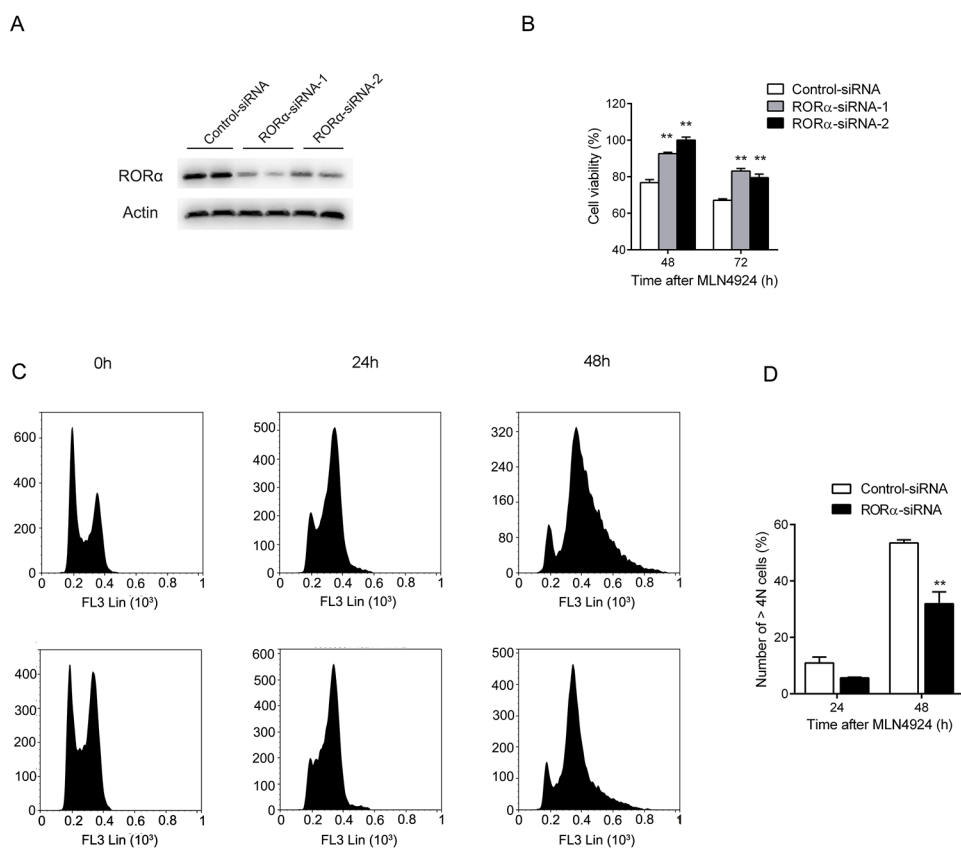 A
Control-siRNA
RORα-siRNA-1
RORα-siRNA-2
RORα
Actin
B
Control-siRNA
RORα-siRNA-1
RORα-siRNA-2
Cell viability (%)
120
100
80
60
40
**
**
**
**
48
72
Time after MLN4924 (h)
C
0h
24h
48h
600
400
200
0
0 0.2 0.4 0.6 0.8 1
FL3 Lin (10³)
500
400
300
200
100
0
0 0.2 0.4 0.6 0.8 1
FL3 Lin (10³)
320
240
160
80
0
0 0.2 0.4 0.6 0.8 1
FL3 Lin (10³)
400
300
200
100
0
0 0.2 0.4 0.6 0.8 1
FL3 Lin (10³)
600
500
400
300
200
100
0
0 0.2 0.4 0.6 0.8 1
FL3 Lin (10³)
500
400
300
200
100
0
0 0.2 0.4 0.6 0.8 1
FL3 Lin (10³)
D
Control-siRNA
RORα-siRNA
Number of > 4N cells (%)
60
40
20
0
**
24
48
Time after MLN4924 (h)